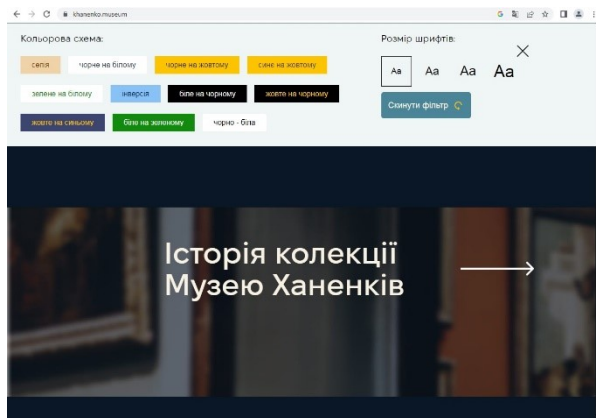 khanenko.museum
Кольорова схема:
Розмір шрифтів:
сепія чорне на білому чорне на жовтому синє на жовтому
Aa Aa Aa Aa
зелене на білому інверсія біле на чорному жовте на чорному
Скинути фільтр
жовте на синьому біле на зеленому чорно - біла
Історія колекції
Музею Ханенків